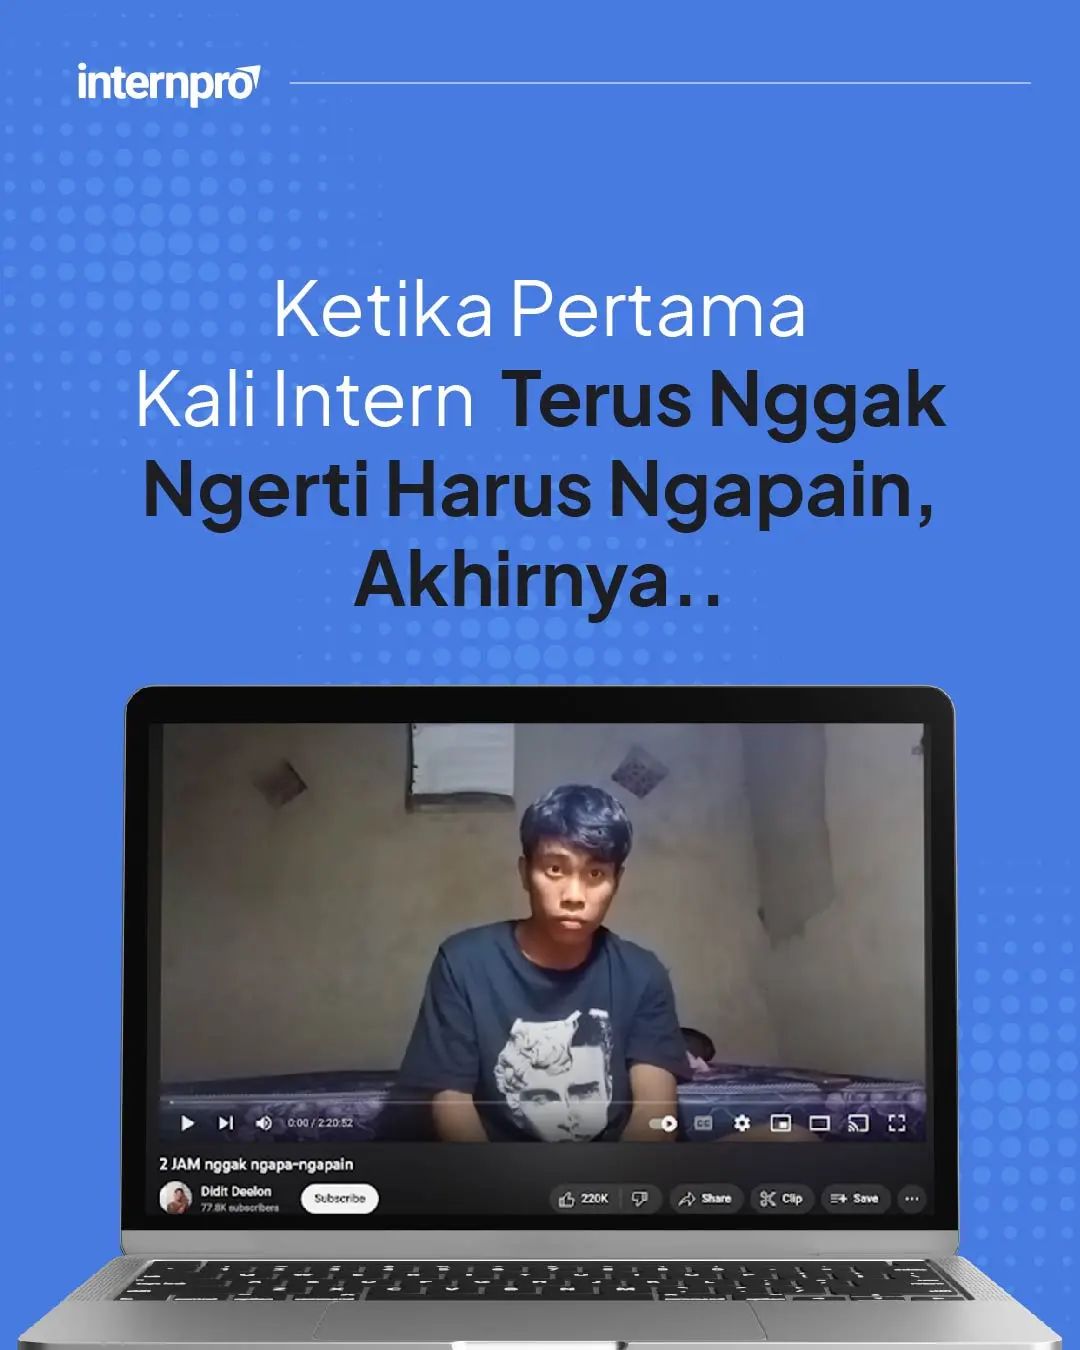 internpro
Ketika Pertama
Kali Intern Terus Nggak
Ngerti Harus Ngapain,
Akhirnya..
0:00 / 2:20:52
CC
2 JAM nggak ngapa-ngapain
Didit Deelon
77.8K subscribers
Subscribe
220K
Share
Clip
Save